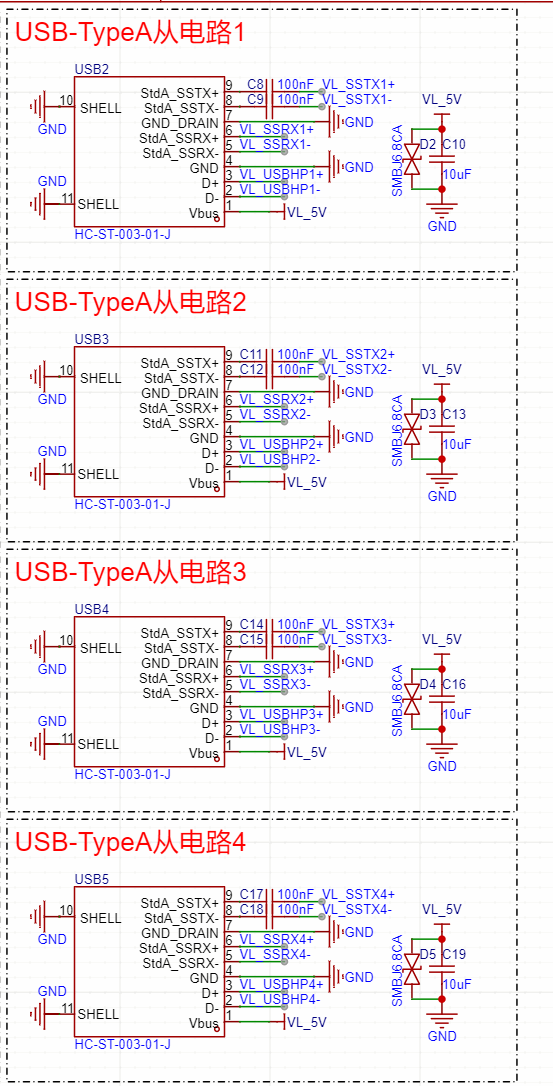 USB-TypeA从电路1
USB2
StdA_SSTX+ 9 C8 100nF VL_SSTX1+
10 SHELL StdA_SSTX- 8 C9 100nF VL_SSTX1-
GND GND_DRAIN 7 GND
StdA_SSRX+ 6 VL_SSRX1+
StdA_SSRX- 5 VL_SSRX1-
GND GND 4 GND
D+ 3 VL_USBHP1+
11 SHELL D- 2 VL_USBHP1-
Vbus 1 VL_5V
HC-ST-003-01-J
VL_5V
SMBJ6.8CA D2 C10
10uF
GND
USB-TypeA从电路2
USB3
StdA_SSTX+ 9 C11 100nF VL_SSTX2+
10 SHELL StdA_SSTX- 8 C12 100nF VL_SSTX2-
GND GND_DRAIN 7 GND
StdA_SSRX+ 6 VL_SSRX2+
StdA_SSRX- 5 VL_SSRX2-
GND GND 4 GND
D+ 3 VL_USBHP2+
11 SHELL D- 2 VL_USBHP2-
Vbus 1 VL_5V
HC-ST-003-01-J
VL_5V
SMBJ6.8CA D3 C13
10uF
GND
USB-TypeA从电路3
USB4
StdA_SSTX+ 9 C14 100nF VL_SSTX3+
10 SHELL StdA_SSTX- 8 C15 100nF VL_SSTX3-
GND GND_DRAIN 7 GND
StdA_SSRX+ 6 VL_SSRX3+
StdA_SSRX- 5 VL_SSRX3-
GND GND 4 GND
D+ 3 VL_USBHP3+
11 SHELL D- 2 VL_USBHP3-
Vbus 1 VL_5V
HC-ST-003-01-J
VL_5V
SMBJ6.8CA D4 C16
10uF
GND
USB-TypeA从电路4
USB5
StdA_SSTX+ 9 C17 100nF VL_SSTX4+
10 SHELL StdA_SSTX- 8 C18 100nF VL_SSTX4-
GND GND_DRAIN 7 GND
StdA_SSRX+ 6 VL_SSRX4+
StdA_SSRX- 5 VL_SSRX4-
GND GND 4 GND
D+ 3 VL_USBHP4+
11 SHELL D- 2 VL_USBHP4-
Vbus 1 VL_5V
HC-ST-003-01-J
VL_5V
SMBJ6.8CA D5 C19
10uF
GND